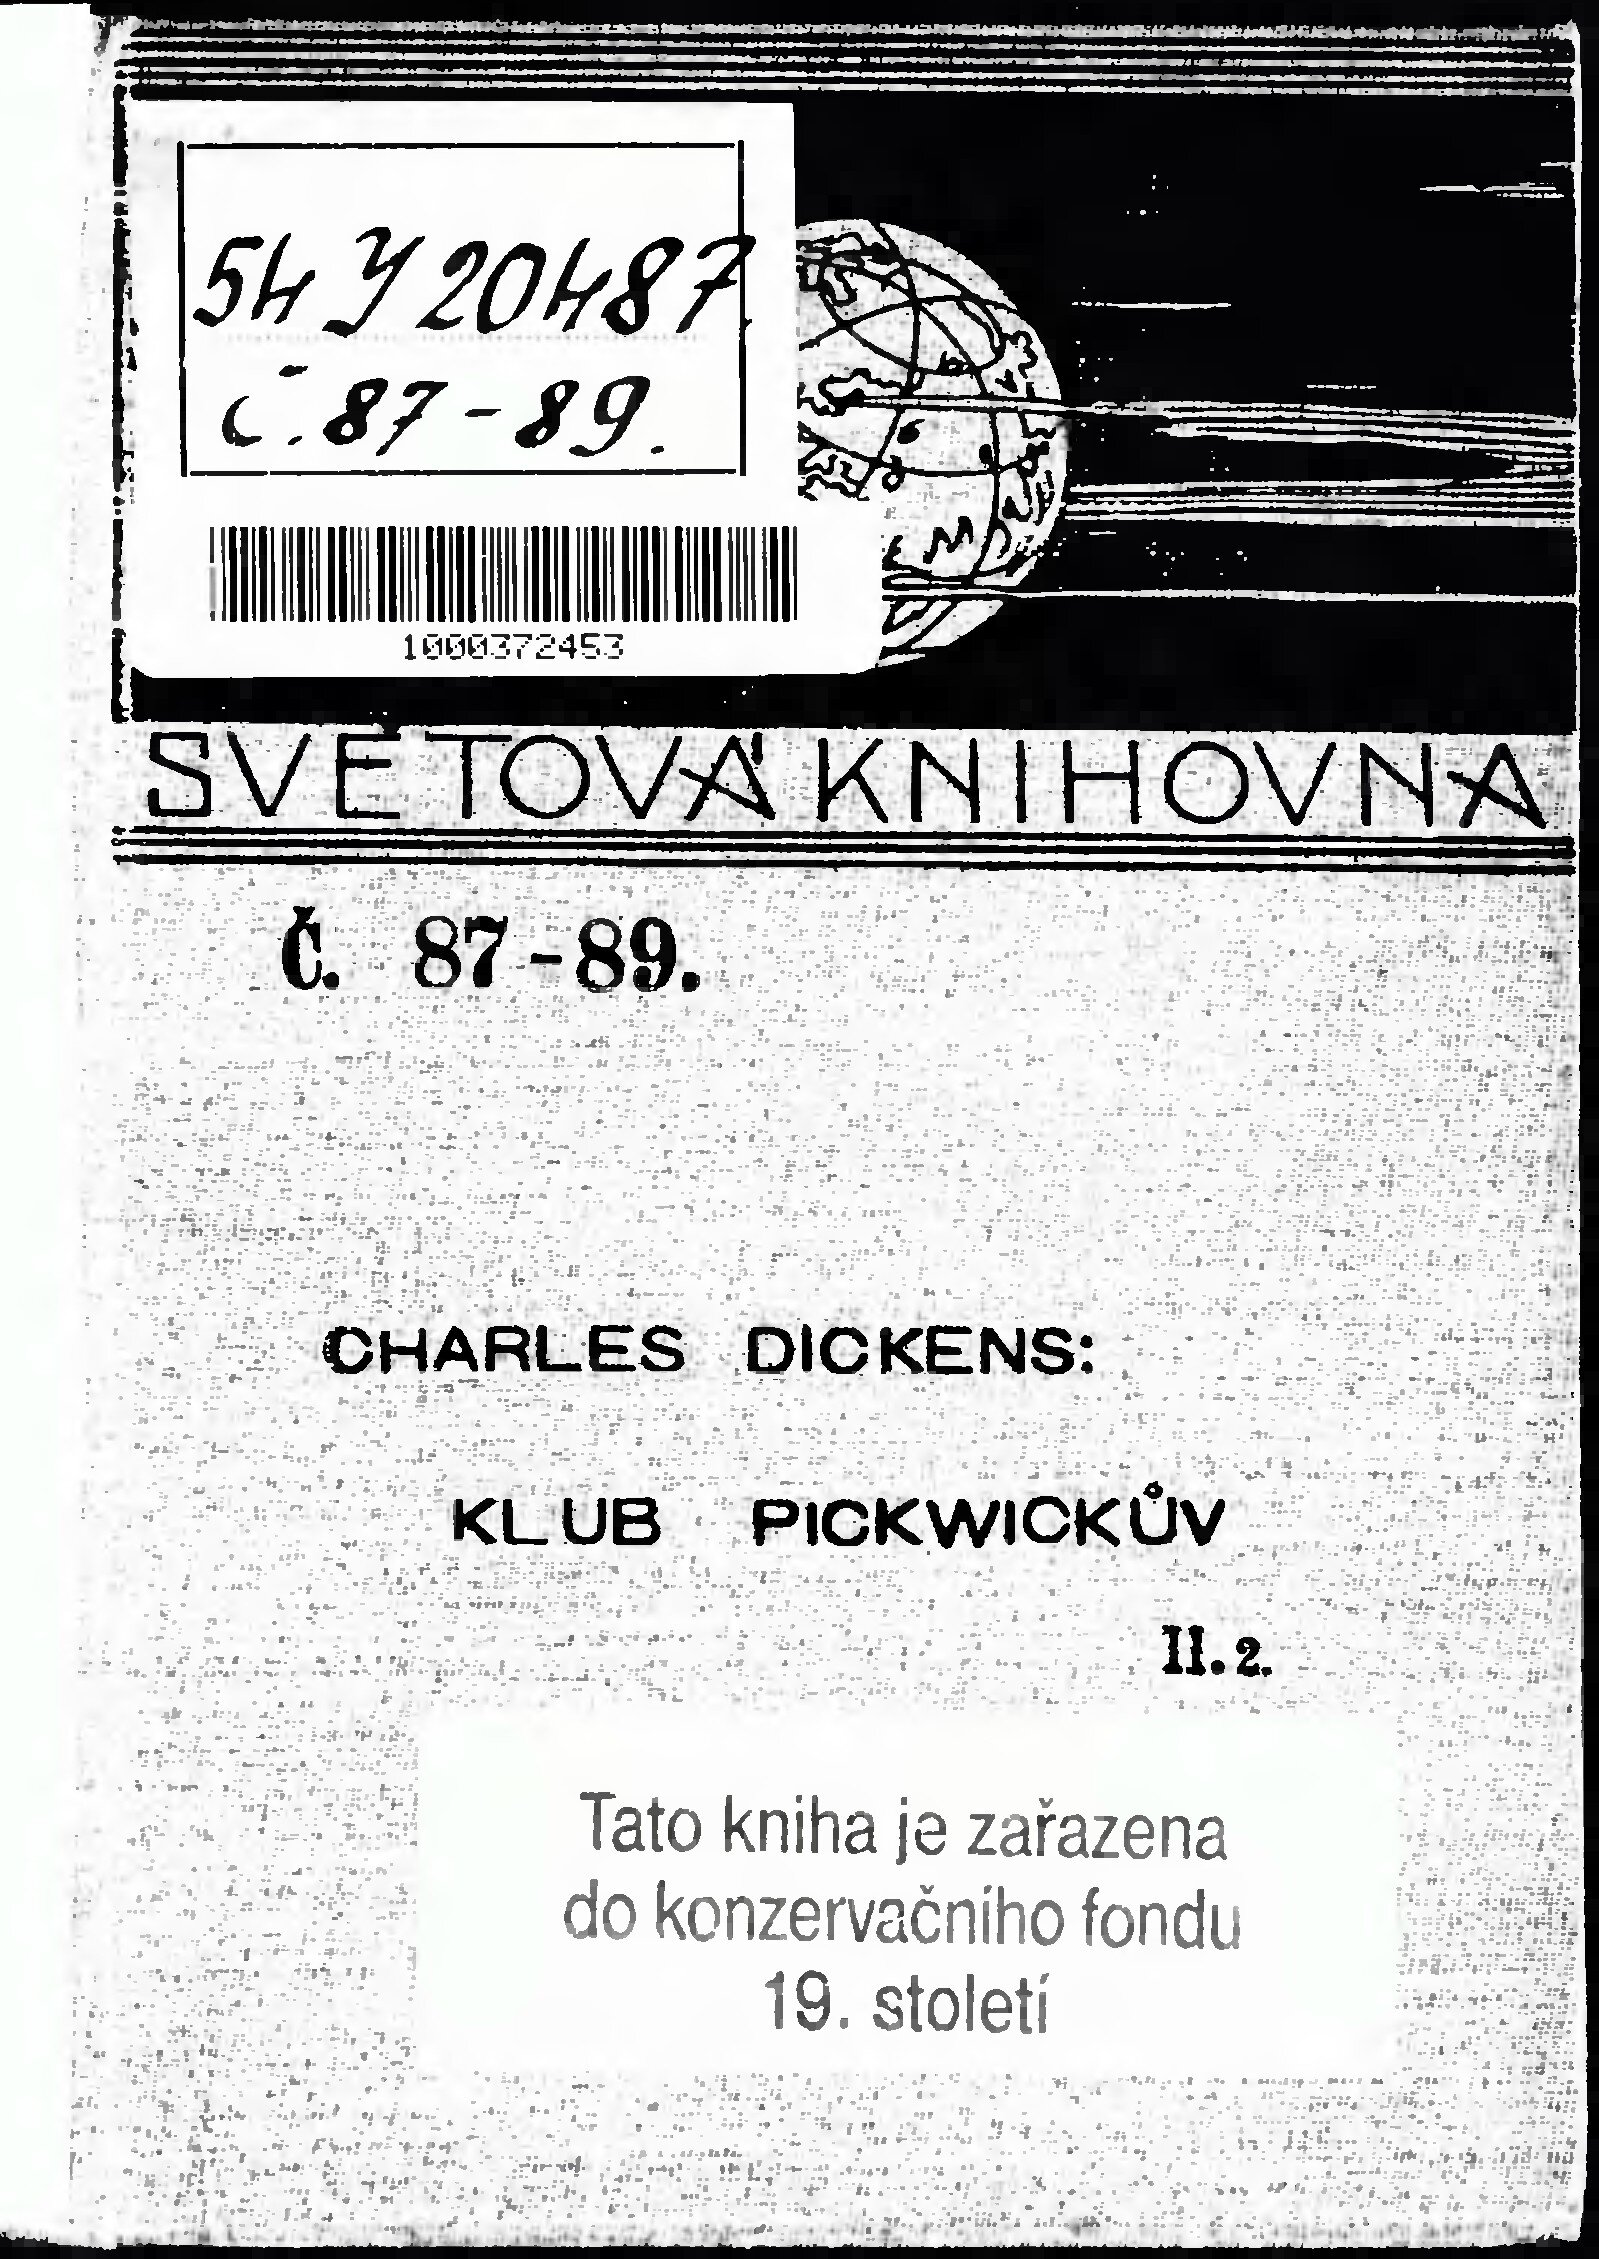 54 Y 20487.
č. 87-89.
1000372453
SVĚTOVÁ KNIHOVNA
Č. 87-89.
CHARLES DICKENS:
KLUB PICKWICKŮV
II. 2.
Tato kniha je zařazena
do konzervačního fondu
19. století